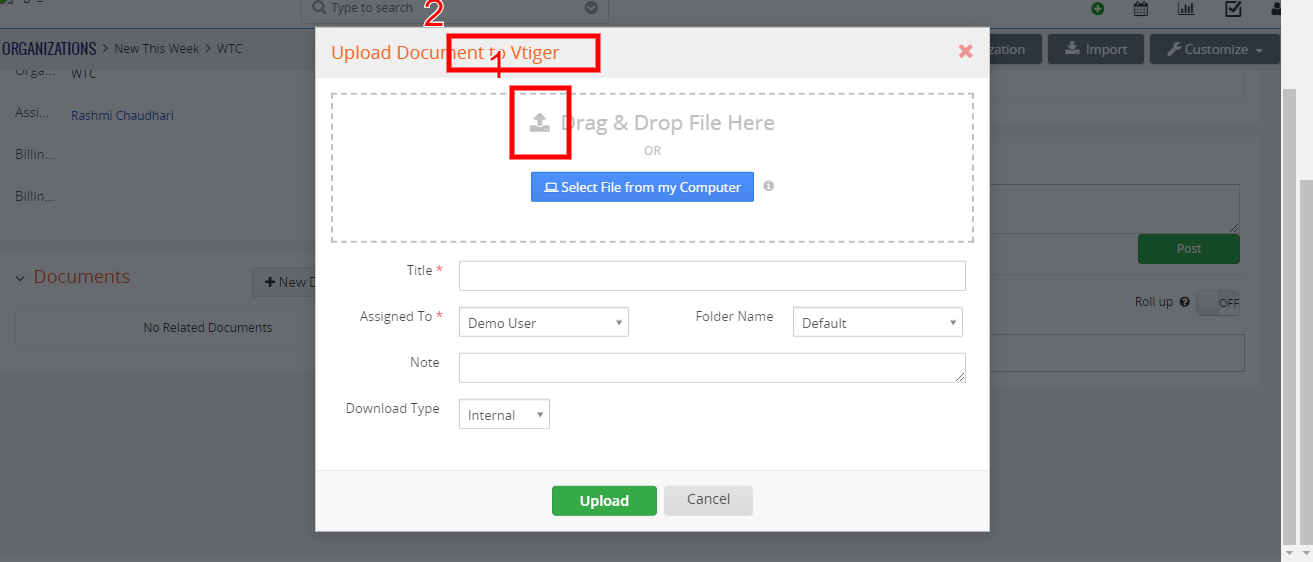 Type to search
2
ORGANIZATIONS > New This Week > WTC
Import
Customize
Upload Document to Vtiger
1
Orga... WTC
Assi... Rashmi Chaudhari
Billin...
Billin...
Drag & Drop File Here
OR
Select File from my Computer
Post
Documents
No Related Documents
Roll up OFF
Title *
Assigned To * Demo User
Folder Name Default
Note
Download Type Internal
Upload
Cancel